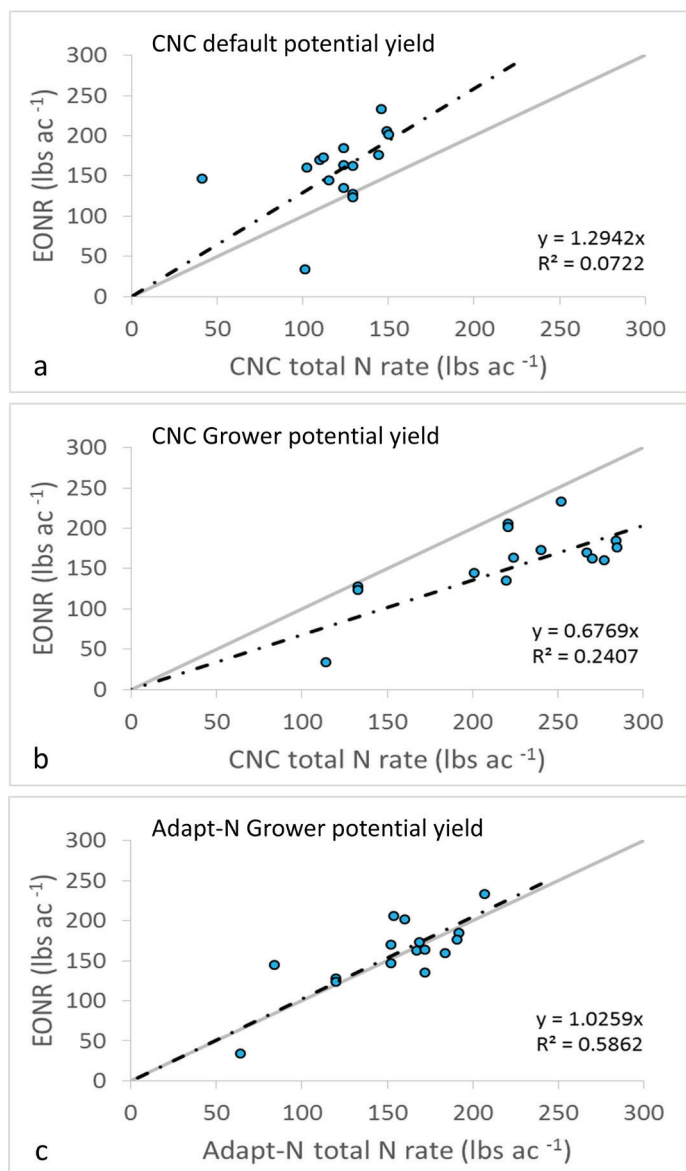 CNC default potential yield
EONR (lbs ac ⁻¹)
300
250
200
150
100
50
0
y = 1.2942x
R² = 0.0722
0 50 100 150 200 250 300
a
CNC total N rate (lbs ac ⁻¹)
CNC Grower potential yield
EONR (lbs ac ⁻¹)
300
250
200
150
100
50
0
y = 0.6769x
R² = 0.2407
0 50 100 150 200 250 300
b
CNC total N rate (lbs ac ⁻¹)
Adapt-N Grower potential yield
EONR (lbs ac ⁻¹)
300
250
200
150
100
50
0
y = 1.0259x
R² = 0.5862
0 50 100 150 200 250 300
c
Adapt-N total N rate (lbs ac ⁻¹)